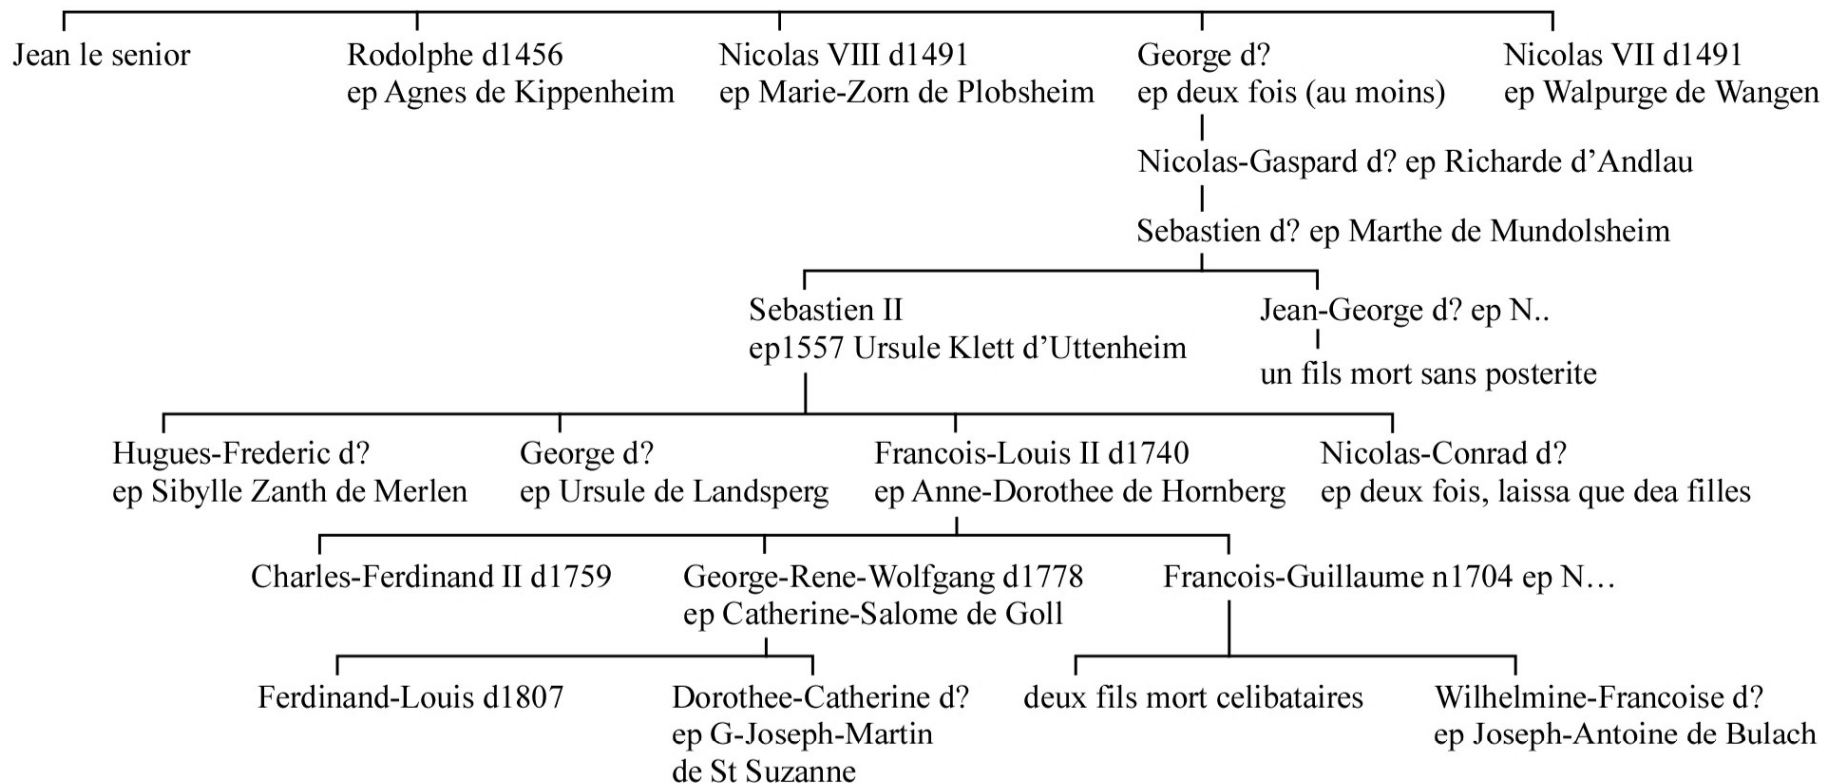 Jean le senior
Rodolphe d1456
ep Agnes de Kippenheim
Nicolas VIII d1491
ep Marie-Zorn de Plobsheim
George d?
ep deux fois (au moins)
Nicolas VII d1491
ep Walpurge de Wangen
Nicolas-Gaspard d? ep Richarde d’Andlau
Sebastien d? ep Marthe de Mundolsheim
Sebastien II
ep1557 Ursule Klett d’Uttenheim
Jean-George d? ep N..
un fils mort sans posterite
Hugues-Frederic d?
ep Sibylle Zanth de Merlen
George d?
ep Ursule de Landsperg
Francois-Louis II d1740
ep Anne-Dorothee de Hornberg
Nicolas-Conrad d?
ep deux fois, laissa que dea filles
Charles-Ferdinand II d1759
George-Rene-Wolfgang d1778
ep Catherine-Salome de Goll
Francois-Guillaume n1704 ep N…
Ferdinand-Louis d1807
Dorothee-Catherine d?
ep G-Joseph-Martin
de St Suzanne
deux fils mort celibataires
Wilhelmine-Francoise d?
ep Joseph-Antoine de Bulach